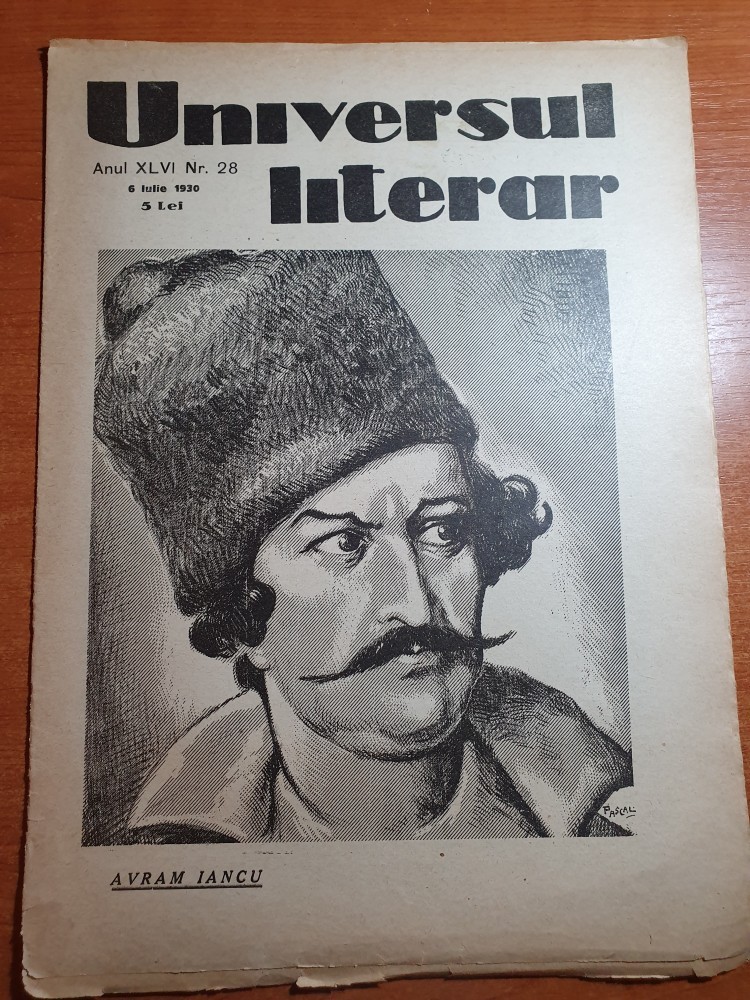 Universul
literar
Anul XLVI Nr. 28
6 Iulie 1930
5 Lei
PASCAL
AVRAM IANCU